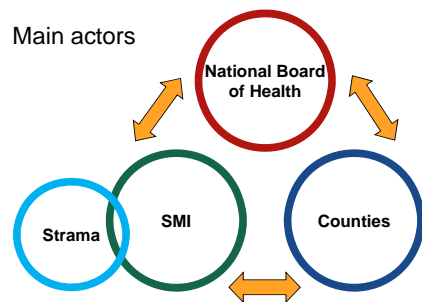 Main actors
National Board
of Health
Strama
SMI
Counties